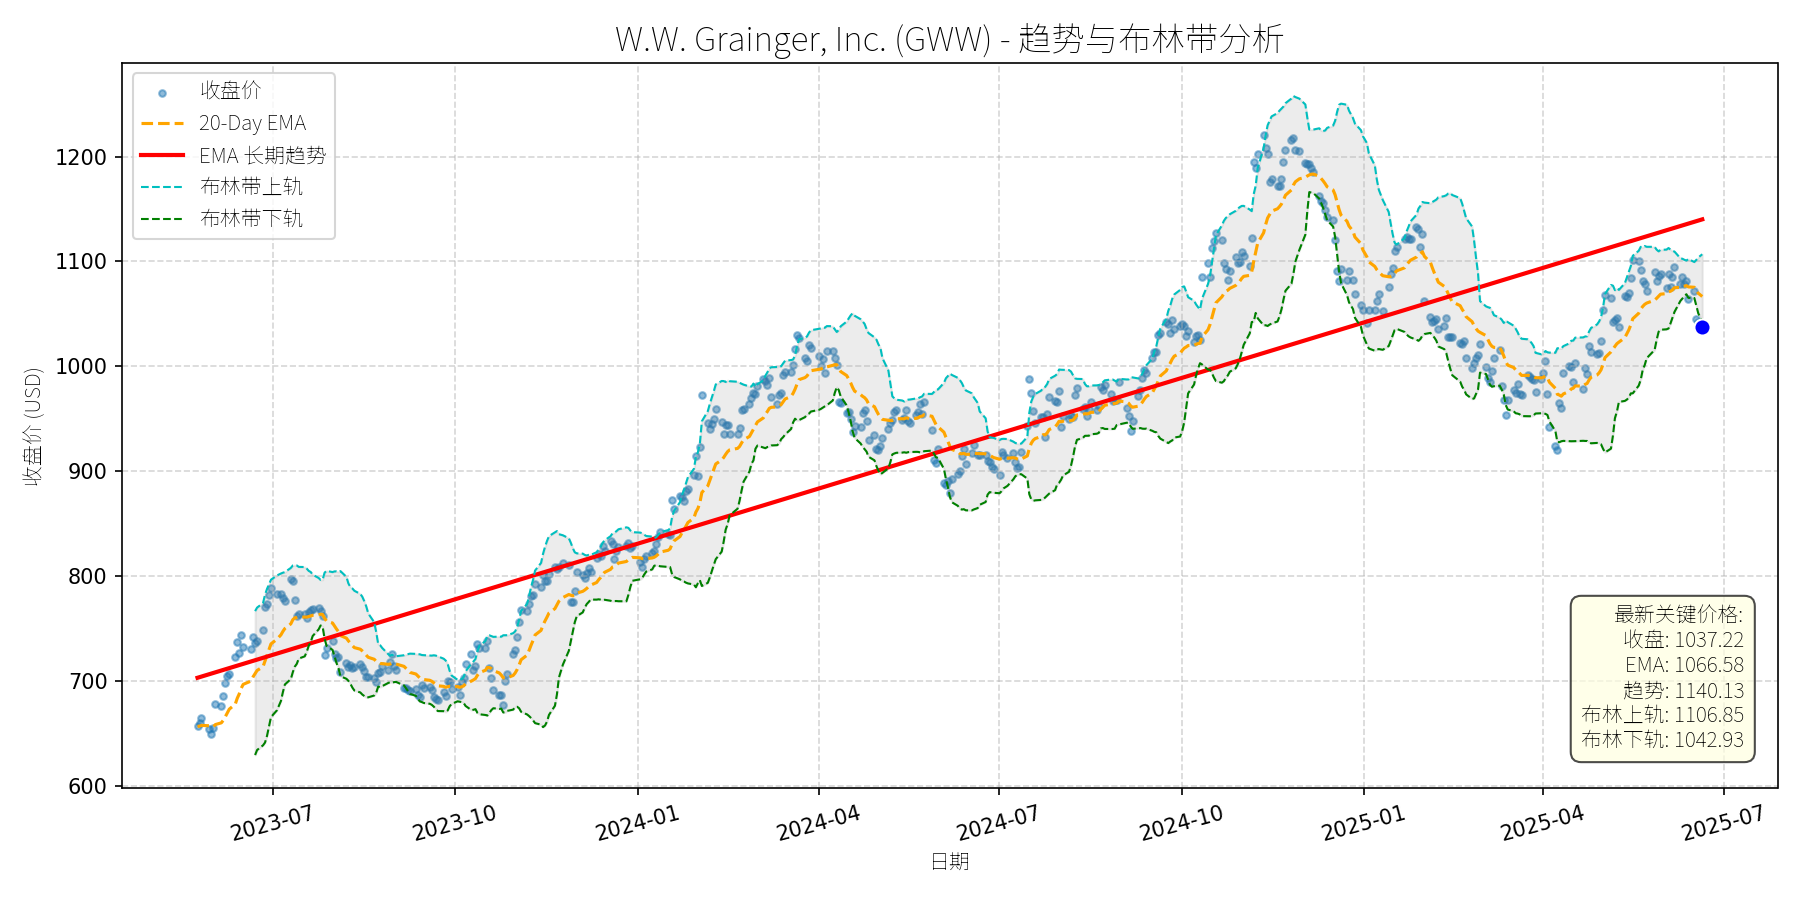 W.W. Grainger, Inc. (GWW) - 趋势与布林带分析
收盘价
20-Day EMA
EMA 长期趋势
布林带上轨
布林带下轨
收盘价 (USD)
1200
1100
1000
900
800
700
600
最新关键价格:
收盘: 1037.22
EMA: 1066.58
趋势: 1140.13
布林上轨: 1106.85
布林下轨: 1042.93
2023-07
2023-10
2024-01
2024-04
2024-07
2024-10
2025-01
2025-04
2025-07
日期